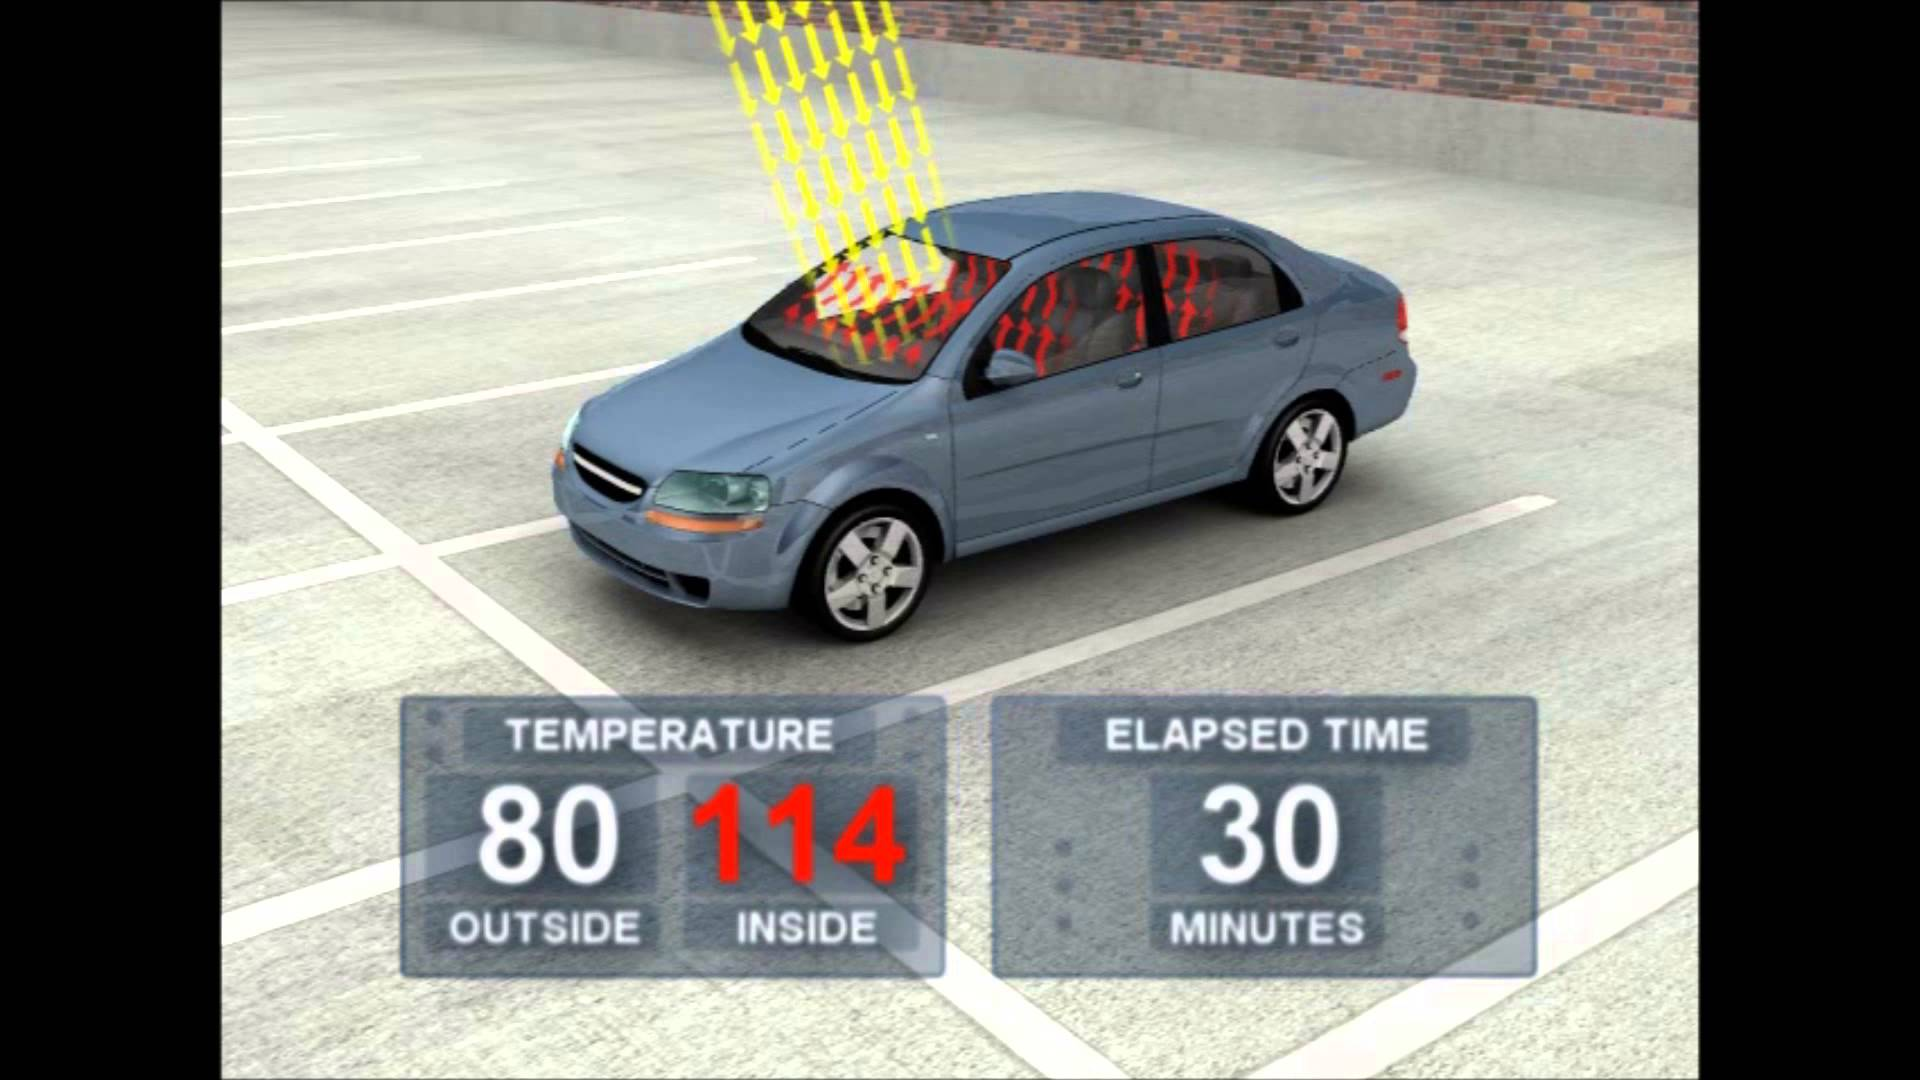 TEMPERATURE
80 114
OUTSIDE INSIDE
ELAPSED TIME
30
MINUTES